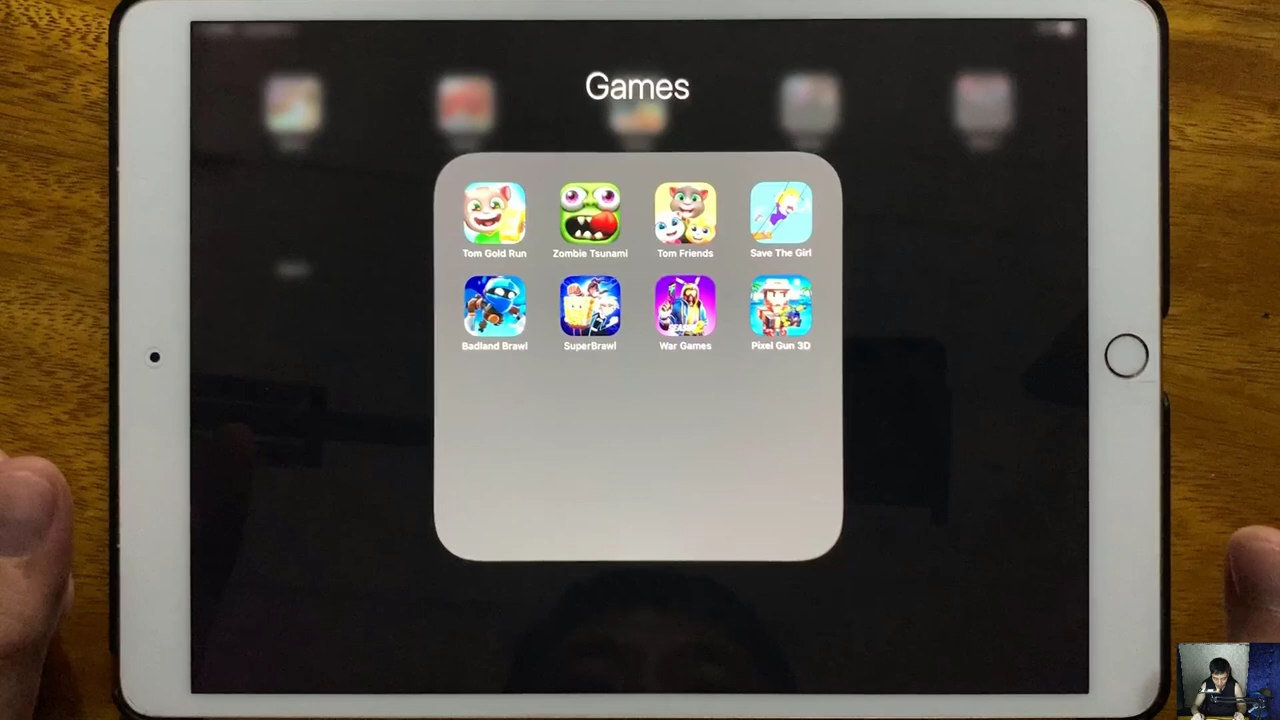 Games
Tom Gold Run
Zombie Tsunami
Tom Friends
Save The Girl
Badland Brawl
SuperBrawl
War Games
Pixel Gun 3D